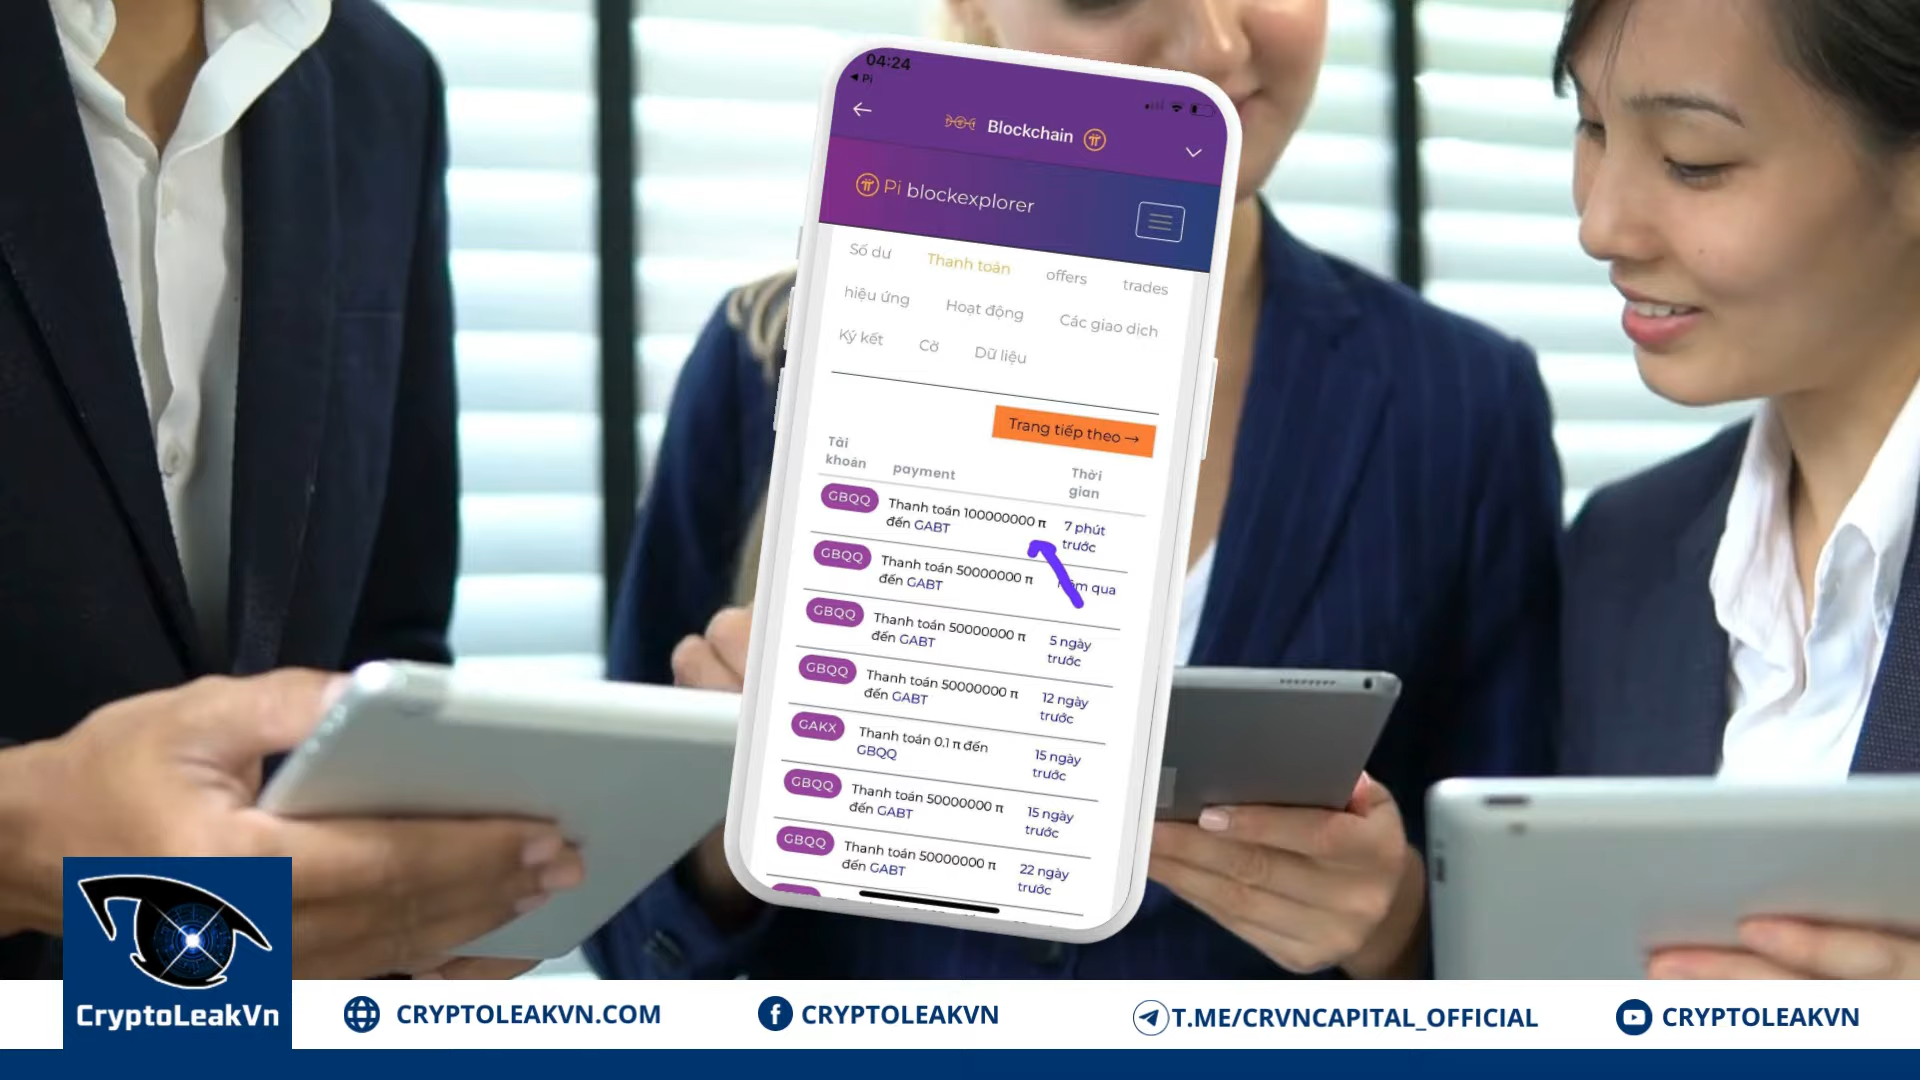 04:24
◀ Pi
Blockchain
Pi blockexplorer
Số dư Thanh toán offers trades
hiệu ứng Hoạt động Các giao dịch
Ký kết Cờ Dữ liệu
Trang tiếp theo →
Tài
khoản
payment
Thời
gian
GBQQ
Thanh toán 100000000 π
đến GABT
7 phút
trước
GBQQ
Thanh toán 50000000 π
đến GABT
qua
GBQQ
Thanh toán 50000000 π
đến GABT
5 ngày
trước
GBQQ
Thanh toán 50000000 π
đến GABT
12 ngày
trước
GAKX
Thanh toán 0.1 π đến
GBQQ
15 ngày
trước
GBQQ
Thanh toán 50000000 π
đến GABT
15 ngày
trước
GBQQ
Thanh toán 50000000 π
đến GABT
22 ngày
trước
CryptoLeakVn
CRYPTOLEAKVN.COM
CRYPTOLEAKVN
T.ME/CRVNCAPITAL_OFFICIAL
CRYPTOLEAKVN